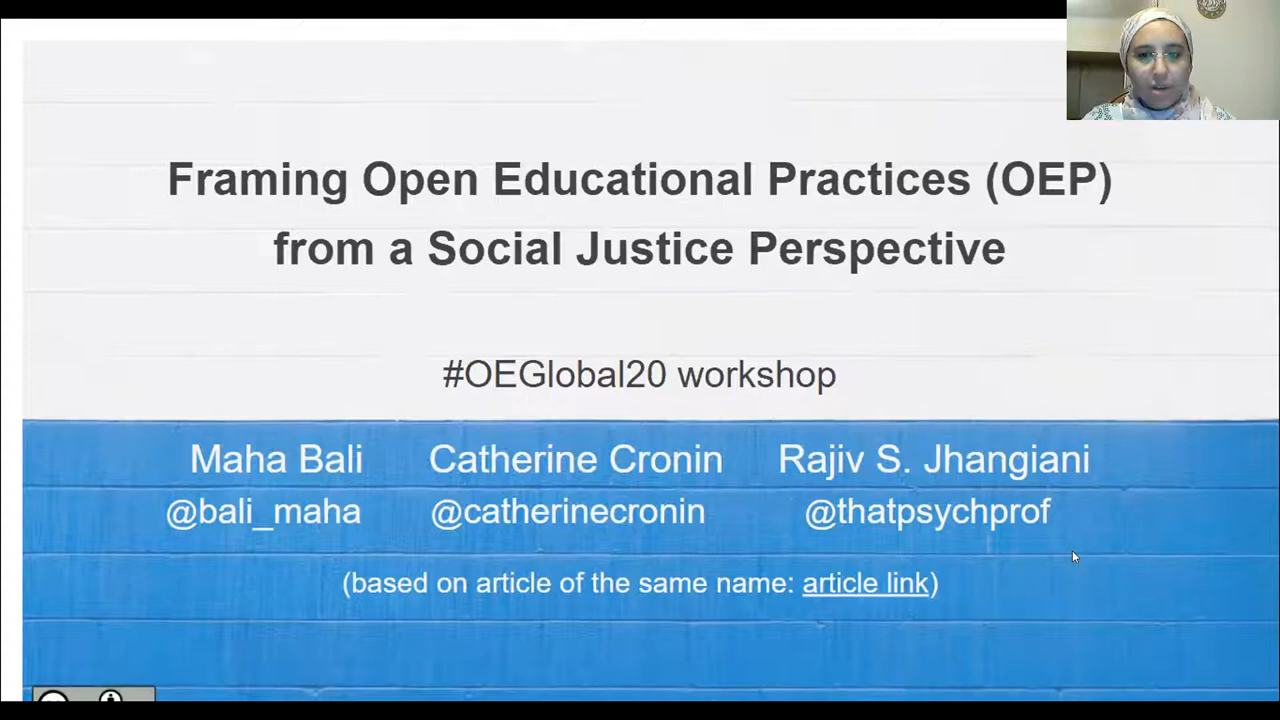 Framing Open Educational Practices (OEP)
from a Social Justice Perspective
#OEGlobal20 workshop
Maha Bali Catherine Cronin Rajiv S. Jhangiani
@bali_maha @catherinecronin @thatpsychprof
(based on article of the same name: article link)